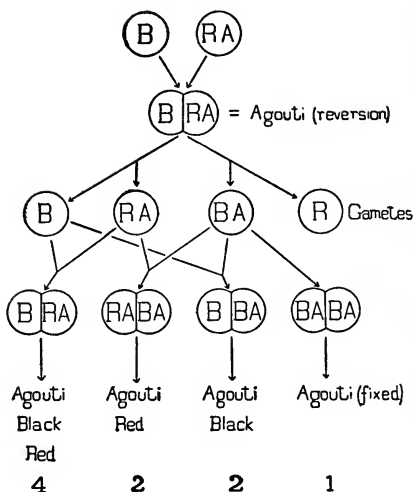 B RA
B RA = Agouti (reversion)
B RA BA R Gametes
B RA RA BA B BA BA BA
Agouti Agouti Agouti Agouti (fixed)
Black Red Black
Red
4 2 2 1